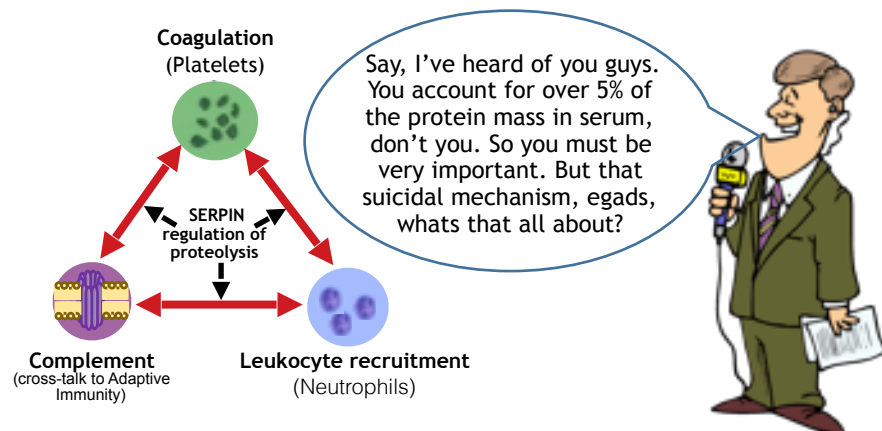 Coagulation
(Platelets)
SERPIN
regulation of
proteolysis
Complement
(cross-talk to Adaptive
Immunity)
Leukocyte recruitment
(Neutrophils)
Say, I’ve heard of you guys.
You account for over 5% of
the protein mass in serum,
don’t you. So you must be
very important. But that
suicidal mechanism, egads,
whats that all about?